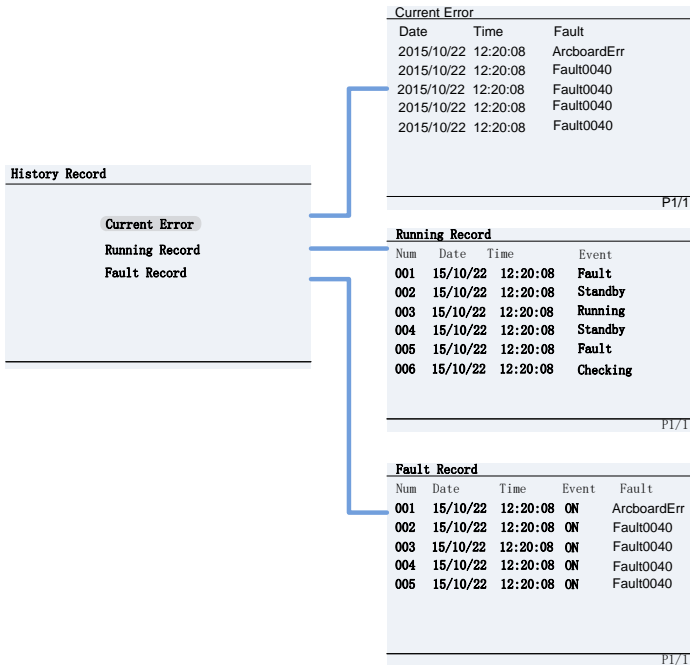 History Record
Current Error
Running Record
Fault Record
Current Error
Date Time Fault
2015/10/22 12:20:08 ArcboardErr
2015/10/22 12:20:08 Fault0040
2015/10/22 12:20:08 Fault0040
2015/10/22 12:20:08 Fault0040
2015/10/22 12:20:08 Fault0040
P1/1
Running Record
Num Date Time Event
001 15/10/22 12:20:08 Fault
002 15/10/22 12:20:08 Standby
003 15/10/22 12:20:08 Running
004 15/10/22 12:20:08 Standby
005 15/10/22 12:20:08 Fault
006 15/10/22 12:20:08 Checking
P1/1
Fault Record
Num Date Time Event Fault
001 15/10/22 12:20:08 ON ArcboardErr
002 15/10/22 12:20:08 ON Fault0040
003 15/10/22 12:20:08 ON Fault0040
004 15/10/22 12:20:08 ON Fault0040
005 15/10/22 12:20:08 ON Fault0040
P1/1